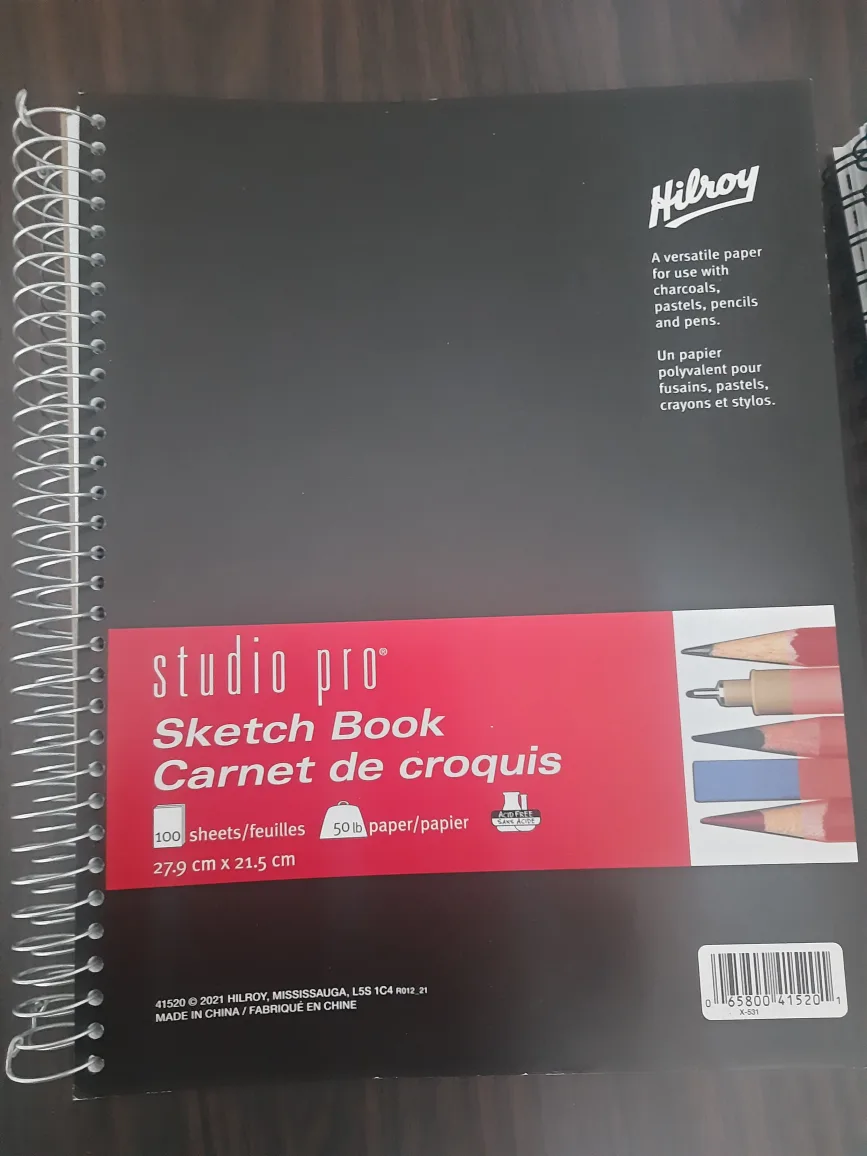 Hilroy
A versatile paper
for use with
charcoals,
pastels, pencils
and pens.
Un papier
polyvalent pour
fusains, pastels,
crayons et stylos.
studio pro®
Sketch Book
Carnet de croquis
100 sheets/feuilles 50 lb paper/papier ACID FREE
SANS ACIDE
27.9 cm x 21.5 cm
41520 © 2021 HILROY, MISSISSAUGA, L5S 1C4 R012_21
MADE IN CHINA / FABRIQUÉ EN CHINE
0 65800 41520 1
X-531